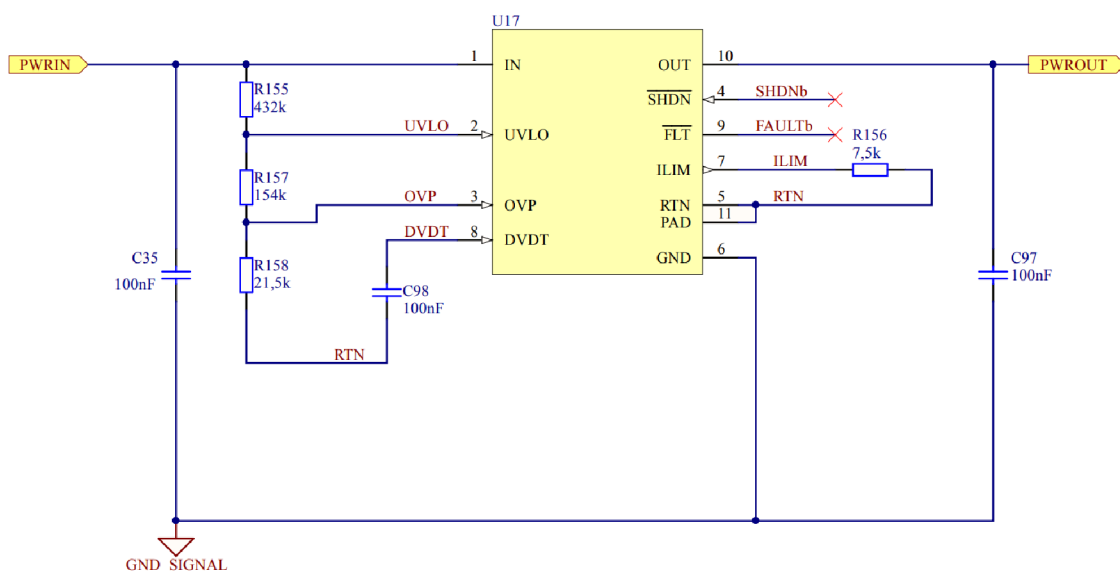 U17
PWRIN
1
IN
OUT
10
PWROUT
R155
432k
SHDN
4
SHDNb
UVLO
2
UVLO
FLT
9
FAULTb
R156
7,5k
ILIM
7
ILIM
R157
154k
OVP
3
OVP
RTN
5
RTN
PAD
11
DVDT
8
DVDT
GND
6
C35
100nF
R158
21,5k
C98
100nF
C97
100nF
RTN
GND_SIGNAL